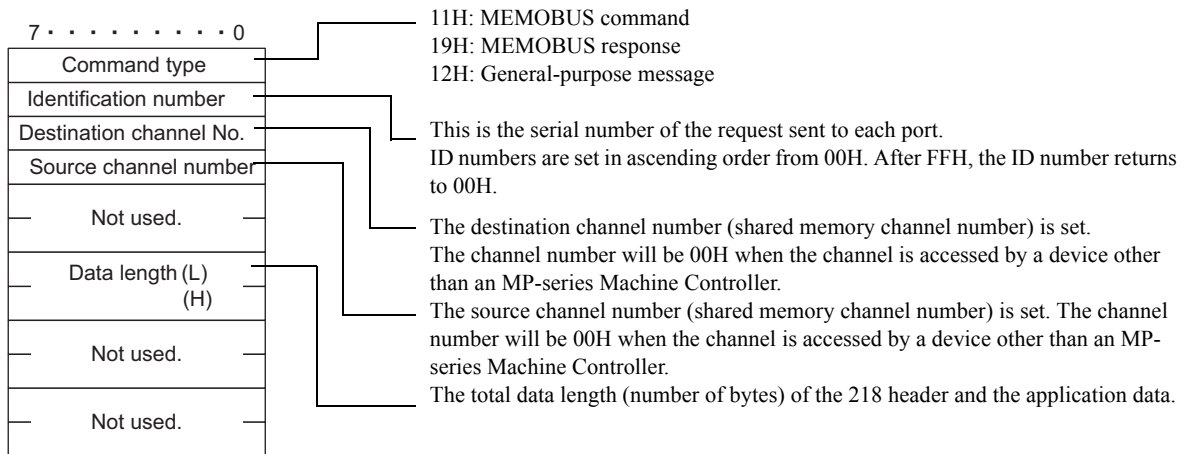 7 · · · · · · · · · 0
Command type
Identification number
Destination channel No.
Source channel number
Not used.
Data length (L)
(H)
Not used.
Not used.
11H: MEMOBUS command
19H: MEMOBUS response
12H: General-purpose message
This is the serial number of the request sent to each port.
ID numbers are set in ascending order from 00H. After FFH, the ID number returns
to 00H.
The destination channel number (shared memory channel number) is set.
The channel number will be 00H when the channel is accessed by a device other
than an MP-series Machine Controller.
The source channel number (shared memory channel number) is set. The channel
number will be 00H when the channel is accessed by a device other than an MP-
series Machine Controller.
The total data length (number of bytes) of the 218 header and the application data.